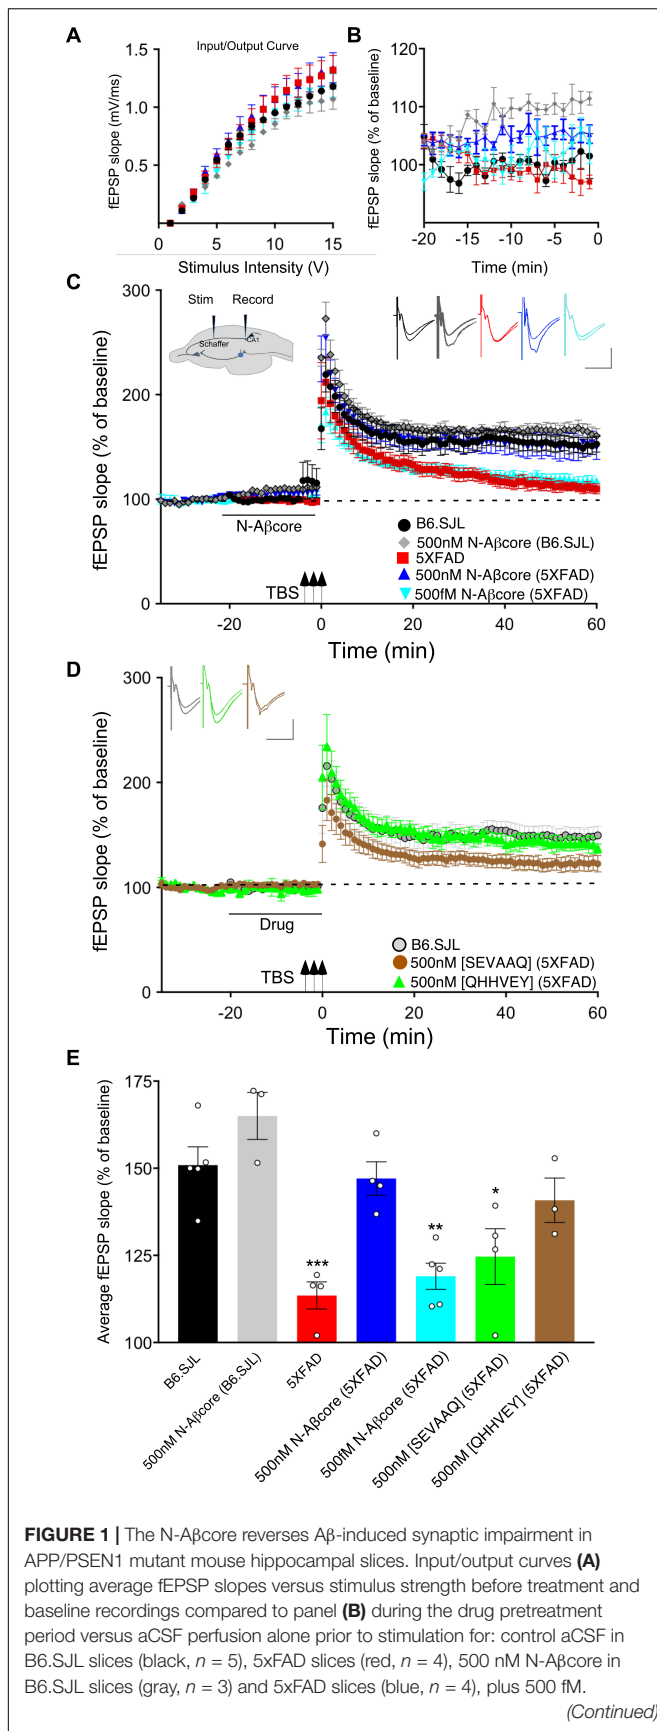 A
Input/Output Curve
fEPSP slope (mV/ms)
1.5
1.0
0.5
0
5
10
15
Stimulus Intensity (V)
B
fEPSP slope (% of baseline)
120
110
100
-20
-15
-10
-5
0
Time (min)
C
fEPSP slope (% of baseline)
300
200
100
0
Stim
Record
Schaffer
CA1
N-Aβcore
TBS
B6.SJL
500nM N-Aβcore (B6.SJL)
5XFAD
500nM N-Aβcore (5XFAD)
500fM N-Aβcore (5XFAD)
-20
0
20
40
60
Time (min)
D
fEPSP slope (% of baseline)
300
200
100
0
Drug
TBS
B6.SJL
500nM [SEVAAQ] (5XFAD)
500nM [QHHVEY] (5XFAD)
-20
0
20
40
60
Time (min)
E
Average fEPSP slope (% of baseline)
175
150
125
100
***
**
*
B6.SJL
500nM N-Aβcore (B6.SJL)
5XFAD
500nM N-Aβcore (5XFAD)
500fM N-Aβcore (5XFAD)
500nM [SEVAAQ] (5XFAD)
500nM [QHHVEY] (5XFAD)
FIGURE 1 | The N-Aβcore reverses Aβ-induced synaptic impairment in
APP/PSEN1 mutant mouse hippocampal slices. Input/output curves (A)
plotting average fEPSP slopes versus stimulus strength before treatment and
baseline recordings compared to panel (B) during the drug pretreatment
period versus aCSF perfusion alone prior to stimulation for: control aCSF in
B6.SJL slices (black, n = 5), 5xFAD slices (red, n = 4), 500 nM N-Aβcore in
B6.SJL slices (gray, n = 3) and 5xFAD slices (blue, n = 4), plus 500 fM.
(Continued)